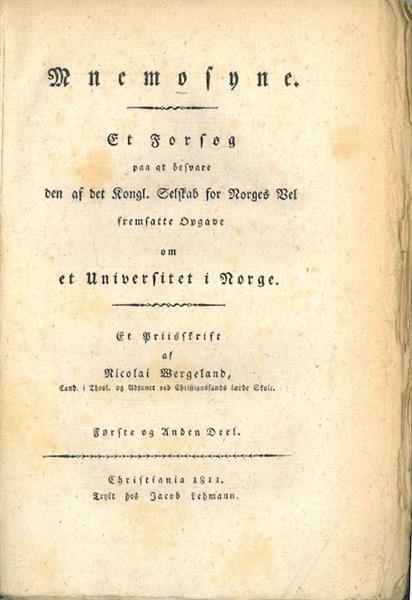 Mnemosyne.
Et Forsøg
paa at besvare
den af det Kongl. Selskab for Norges Vel
fremsatte Opgave
om
et Universitet i Norge.
Et Priisskrift
af
Nicolai Wergeland,
Cand. i Theol. og Adjunct ved Christianssands lærde Skole.
Første og Anden Deel.
Christiania 1811.
Trykt hos Jacob Lehmann.